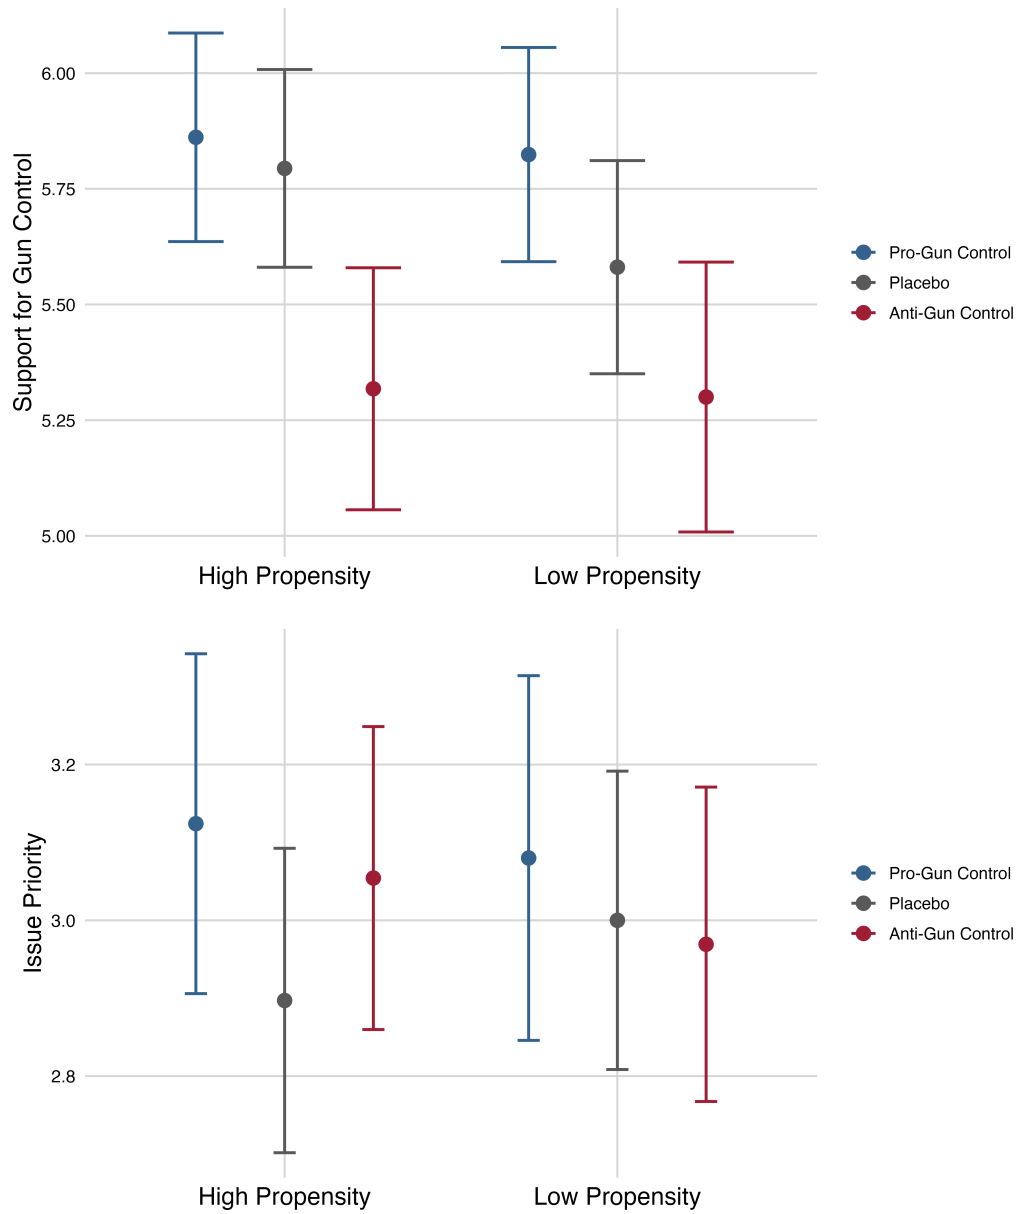 Support for Gun Control
6.00
5.75
5.50
5.25
5.00
High Propensity
Low Propensity
Pro-Gun Control
Placebo
Anti-Gun Control
Issue Priority
3.2
3.0
2.8
High Propensity
Low Propensity
Pro-Gun Control
Placebo
Anti-Gun Control